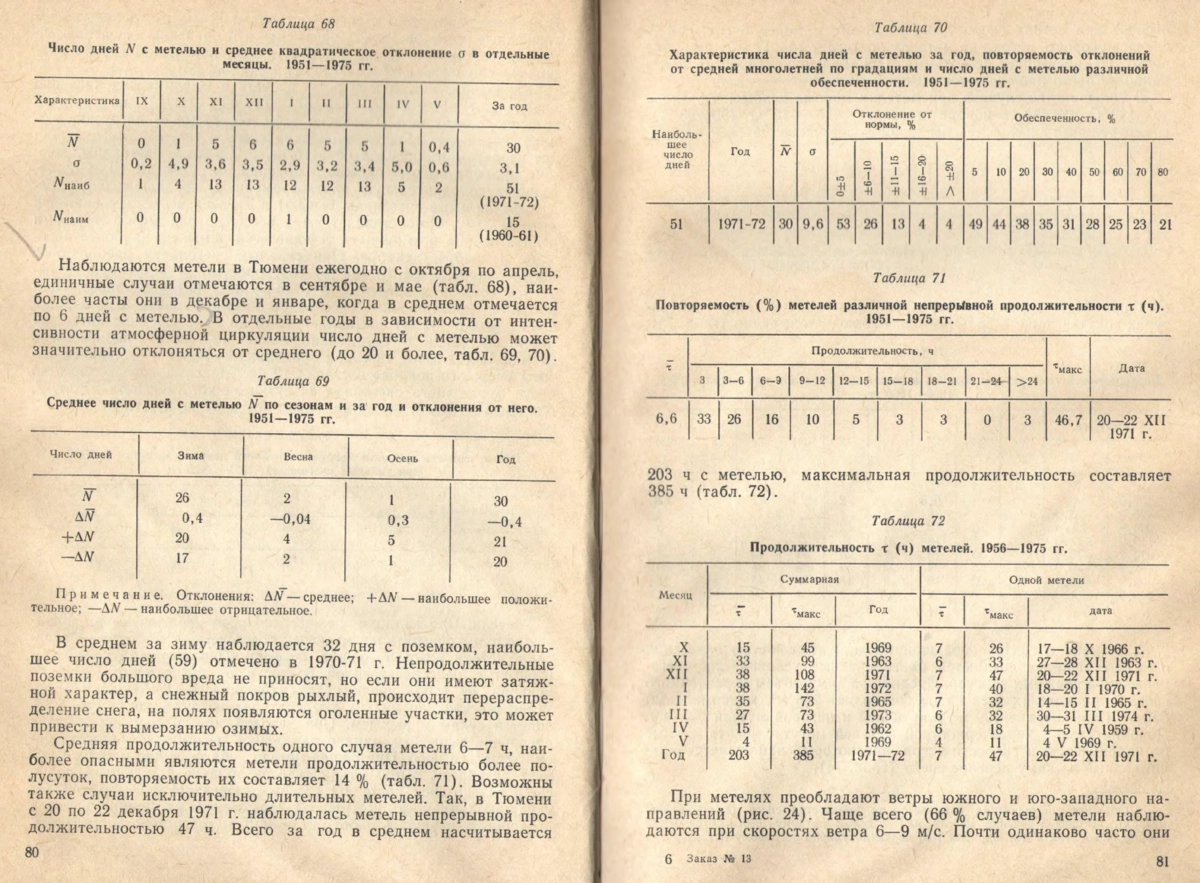 Таблица 68
Число дней N с метелью и среднее квадратическое отклонение σ в отдельные
месяцы. 1951—1975 гг.
Характеристика IX X XI XII I II III IV V За год
N̅ 0 1 5 6 6 5 5 1 0,4 30
σ 0,2 4,9 3,6 3,5 2,9 3,2 3,4 5,0 0,6 3,1
Nнаиб 1 4 13 13 12 12 13 5 2 51
(1971-72)
Nнаим 0 0 0 0 1 0 0 0 0 15
(1960-61)
Наблюдаются метели в Тюмени ежегодно с октября по апрель,
единичные случаи отмечаются в сентябре и мае (табл. 68), наи-
более часты они в декабре и январе, когда в среднем отмечается
по 6 дней с метелью. В отдельные годы в зависимости от интен-
сивности атмосферной циркуляции число дней с метелью может
значительно отклоняться от среднего (до 20 и более, табл. 69, 70).
Таблица 69
Среднее число дней с метелью N̅ по сезонам и за год и отклонения от него.
1951—1975 гг.
Число дней Зима Весна Осень Год
N̅ 26 2 1 30
ΔN̅ 0,4 —0,04 0,3 —0,4
+ΔN 20 4 5 21
—ΔN 17 2 1 20
Примечание. Отклонения: ΔN̅ — среднее; +ΔN — наибольшее положи-
тельное; —ΔN — наибольшее отрицательное.
В среднем за зиму наблюдается 32 дня с поземком, наиболь-
шее число дней (59) отмечено в 1970-71 г. Непродолжительные
поземки большого вреда не приносят, но если они имеют затяж-
ной характер, а снежный покров рыхлый, происходит перераспре-
деление снега, на полях появляются оголенные участки, это может
привести к вымерзанию озимых.
Средняя продолжительность одного случая метели 6—7 ч, наи-
более опасными являются метели продолжительностью более по-
лусуток, повторяемость их составляет 14 % (табл. 71). Возможны
также случаи исключительно длительных метелей. Так, в Тюмени
с 20 по 22 декабря 1971 г. наблюдалась метель непрерывной про-
должительностью 47 ч. Всего за год в среднем насчитывается
80
Таблица 70
Характеристика числа дней с метелью за год, повторяемость отклонений
от средней многолетней по градациям и число дней с метелью различной
обеспеченности. 1951—1975 гг.
Наиболь-
шее
число
дней
Год N̅ σ
Отклонение от
нормы, %
Обеспеченность, %
0±5 ±6—10 ±11—15 ±16—20 >±20 5 10 20 30 40 50 60 70 80
51 1971-72 30 9,6 53 26 13 4 4 49 44 38 35 31 28 25 23 21
Таблица 71
Повторяемость (%) метелей различной непрерывной продолжительности τ (ч).
1951—1975 гг.
τ̅ Продолжительность, ч τмакс Дата
3 3—6 6—9 9—12 12—15 15—18 18—21 21—24 >24
6,6 33 26 16 10 5 3 3 0 3 46,7 20—22 XII
1971 г.
203 ч с метелью, максимальная продолжительность составляет
385 ч (табл. 72).
Таблица 72
Продолжительность τ (ч) метелей. 1956—1975 гг.
Месяц Суммарная Одной метели
τ̅ τмакс Год τ̅ τмакс дата
X 15 45 1969 7 26 17—18 X 1966 г.
XI 33 99 1963 6 33 27—28 XII 1963 г.
XII 38 108 1971 7 47 20—22 XII 1971 г.
I 38 142 1972 7 40 18—20 I 1970 г.
II 35 73 1965 7 32 14—15 II 1965 г.
III 27 73 1973 6 32 30—31 III 1974 г.
IV 15 43 1962 6 18 4—5 IV 1959 г.
V 4 11 1969 4 11 4 V 1969 г.
Год 203 385 1971—72 7 47 20—22 XII 1971 г.
При метелях преобладают ветры южного и юго-западного на-
правлений (рис. 24). Чаще всего (66 % случаев) метели наблю-
даются при скоростях ветра 6—9 м/с. Почти одинаково часто они
6 Заказ № 13
81